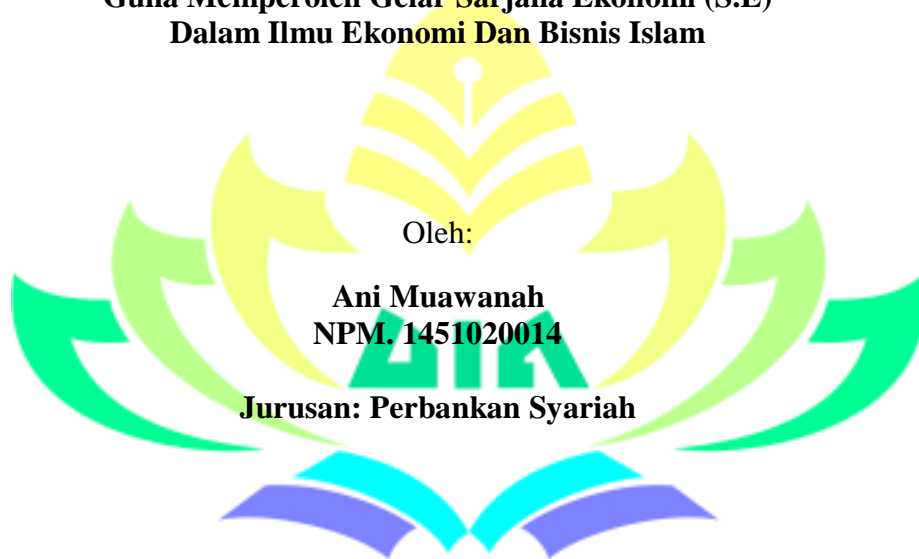 Guna Memperoleh Gelar Sarjana Ekonomi (S.E)
Dalam Ilmu Ekonomi Dan Bisnis Islam
Oleh:
Ani Muawanah
NPM. 1451020014
Jurusan: Perbankan Syariah